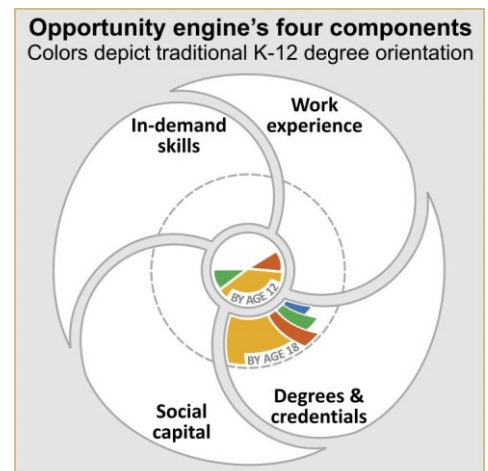 Opportunity engine's four components
Colors depict traditional K-12 degree orientation
In-demand
skills
Work
experience
BY AGE 12
BY AGE 18
Social
capital
Degrees &
credentials